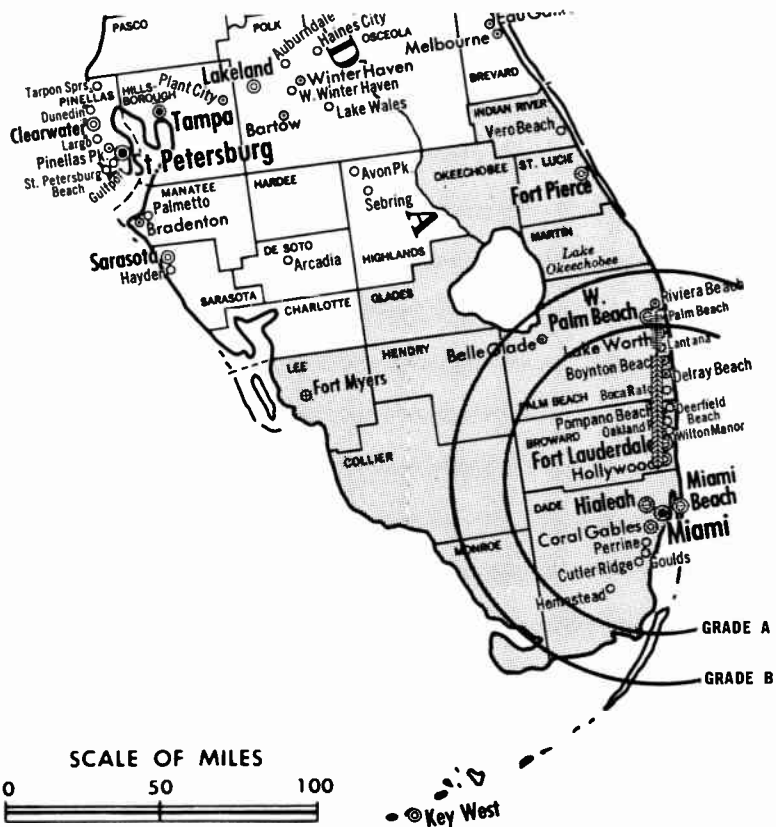 PASCO
POLK
Auburndale
Haines City
OSCEOLA
D
Eau Gallie
Melbourne
BREVARD
Tarpon Sprs.
PINELLAS
HILLS-
BOROUGH
Plant City
Lakeland
Winter Haven
W. Winter Haven
Lake Wales
Dunedin
Clearwater
Largo
Tampa
Bartow
INDIAN RIVER
Vero Beach
Pinellas Pk.
St. Petersburg
St. Petersburg
Beach
Gulfport
MANATEE
HARDEE
Avon Pk
Sebring
OKEECHOBEE
ST. LUCIE
Fort Pierce
Palmetto
Bradenton
A
MARTIN
Sarasota
Hayden
DE SOTO
Arcadia
HIGHLANDS
Lake
Okeechobee
SARASOTA
CHARLOTTE
GLADES
W.
Palm Beach
Riviera Beach
Palm Beach
LEE
HENDRY
Belle Glade
Lake Worth
Lantana
Fort Myers
Boynton Beach
Delray Beach
PALM BEACH
Boca Rato
Pompano Beach
Deerfield
Beach
BROWARD
Oakland
Wilton Manor
COLLIER
Fort Lauderdale
Hollywood
DADE
Hialeah
Miami
Beach
Coral Gables
Miami
MONROE
Perrine
Cutler Ridge
Goulds
Hemstead
GRADE A
GRADE B
SCALE OF MILES
0 50 100
Key West